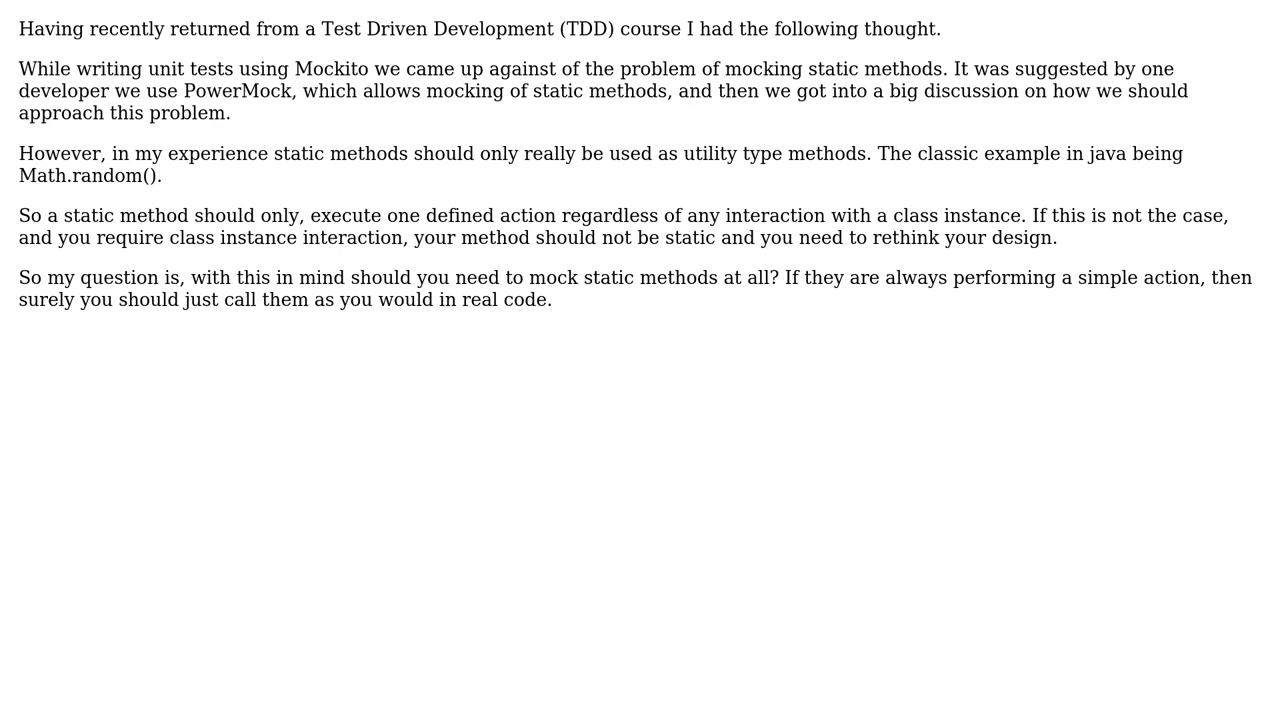 Having recently returned from a Test Driven Development (TDD) course I had the following thought.
While writing unit tests using Mockito we came up against of the problem of mocking static methods. It was suggested by one
developer we use PowerMock, which allows mocking of static methods, and then we got into a big discussion on how we should
approach this problem.
However, in my experience static methods should only really be used as utility type methods. The classic example in java being
Math.random().
So a static method should only, execute one defined action regardless of any interaction with a class instance. If this is not the case,
and you require class instance interaction, your method should not be static and you need to rethink your design.
So my question is, with this in mind should you need to mock static methods at all? If they are always performing a simple action, then
surely you should just call them as you would in real code.